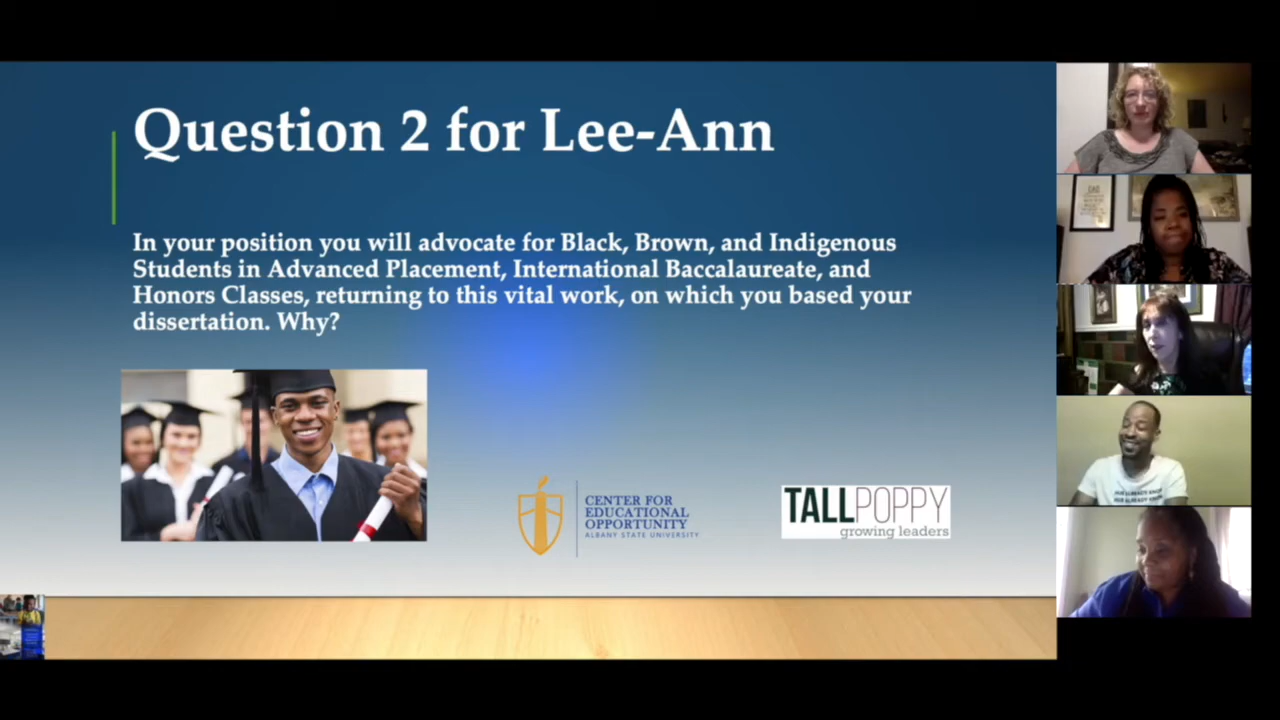 Question 2 for Lee-Ann
In your position you will advocate for Black, Brown, and Indigenous
Students in Advanced Placement, International Baccalaureate, and
Honors Classes, returning to this vital work, on which you based your
dissertation. Why?
CENTER FOR
EDUCATIONAL
OPPORTUNITY
ALBANY STATE UNIVERSITY
TALLPOPPY
growing leaders